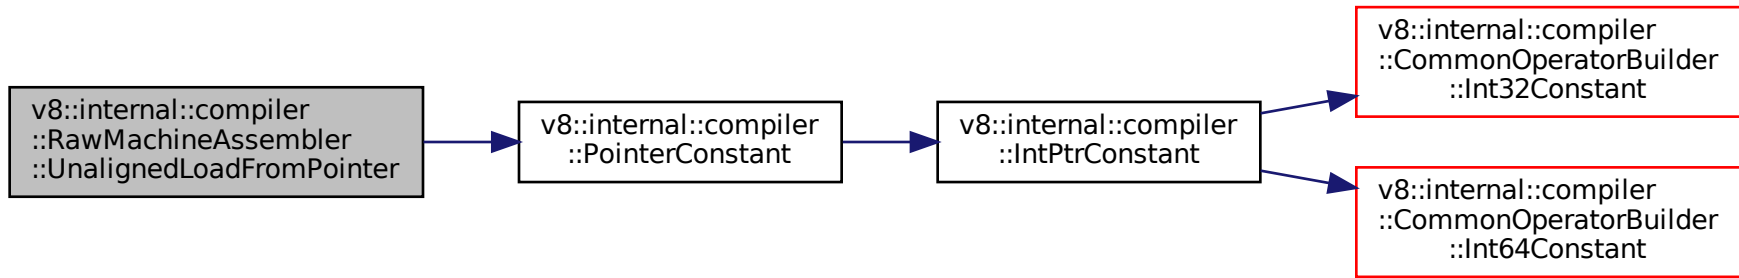 v8::internal::compiler
::RawMachineAssembler
::UnalignedLoadFromPointer
v8::internal::compiler
::PointerConstant
v8::internal::compiler
::IntPtrConstant
v8::internal::compiler
::CommonOperatorBuilder
::Int32Constant
v8::internal::compiler
::CommonOperatorBuilder
::Int64Constant